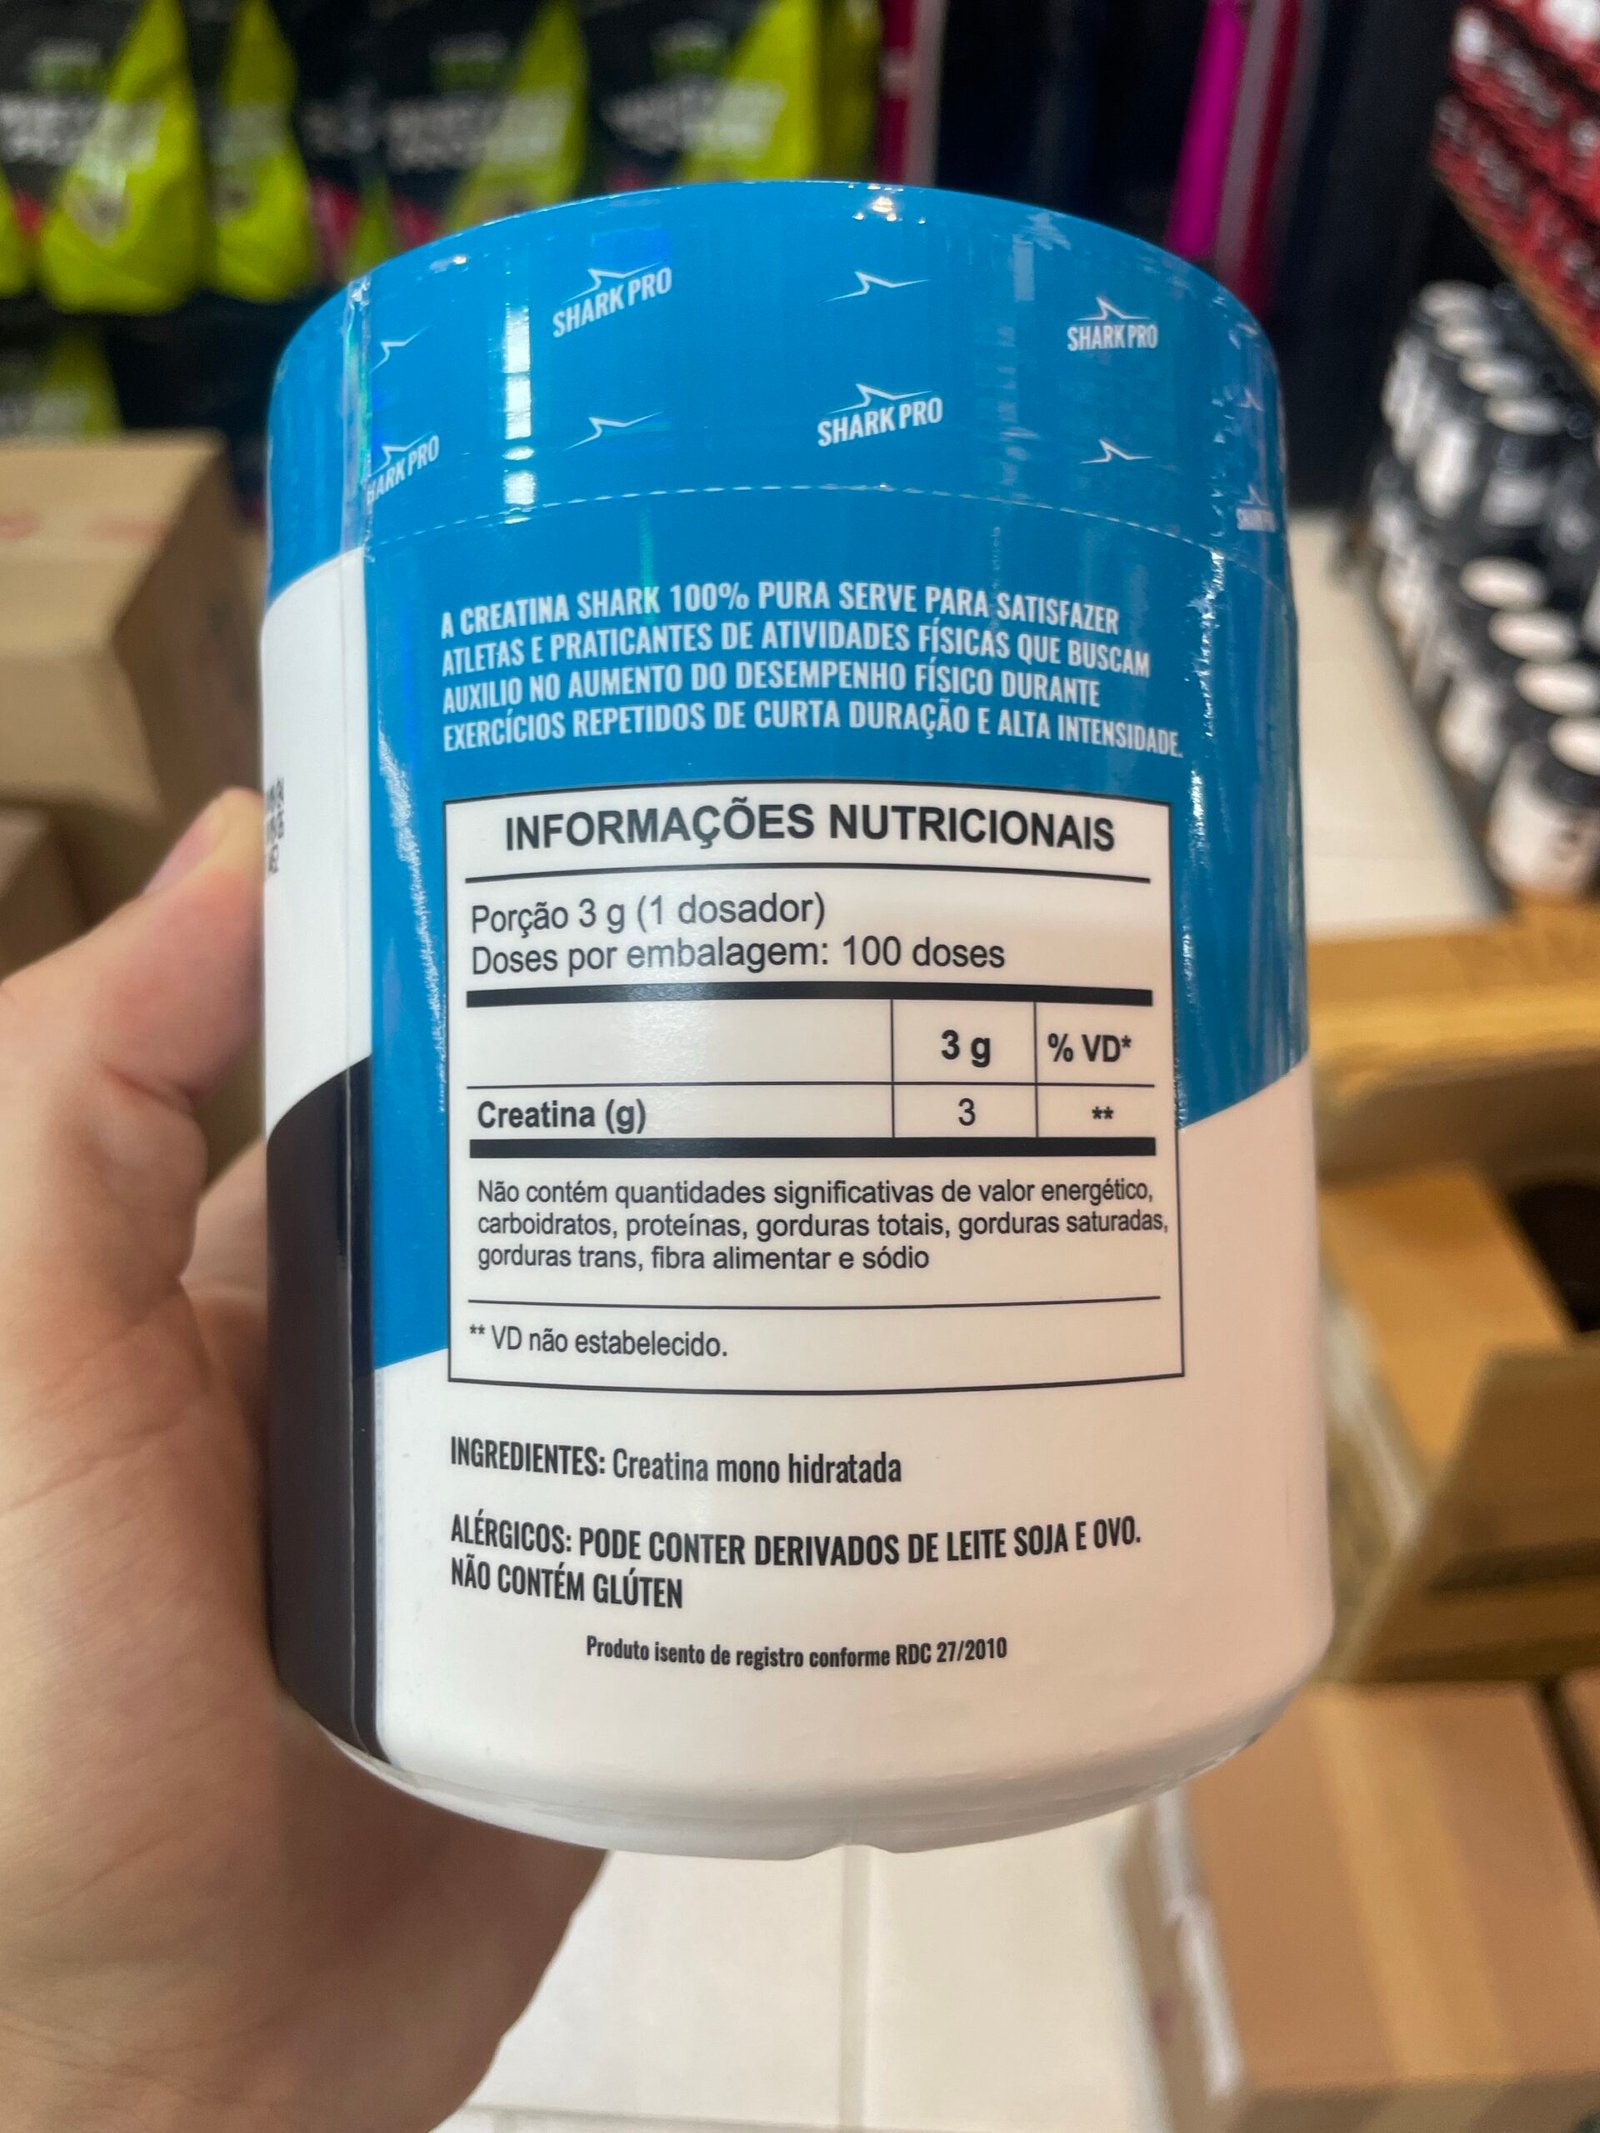 SHARK PRO
SHARK PRO
SHARK PRO
HARK PRO
A CREATINA SHARK 100% PURA SERVE PARA SATISFAZER
ATLETAS E PRATICANTES DE ATIVIDADES FÍSICAS QUE BUSCAM
AUXILIO NO AUMENTO DO DESEMPENHO FÍSICO DURANTE
EXERCÍCIOS REPETIDOS DE CURTA DURAÇÃO E ALTA INTENSIDADE.
INFORMAÇÕES NUTRICIONAIS
Porção 3 g (1 dosador)
Doses por embalagem: 100 doses
3 g % VD*
Creatina (g) 3 **
Não contém quantidades significativas de valor energético,
carboidratos, proteínas, gorduras totais, gorduras saturadas,
gorduras trans, fibra alimentar e sódio
** VD não estabelecido.
INGREDIENTES: Creatina mono hidratada
ALÉRGICOS: PODE CONTER DERIVADOS DE LEITE SOJA E OVO.
NÃO CONTÉM GLÚTEN
Produto isento de registro conforme RDC 27/2010